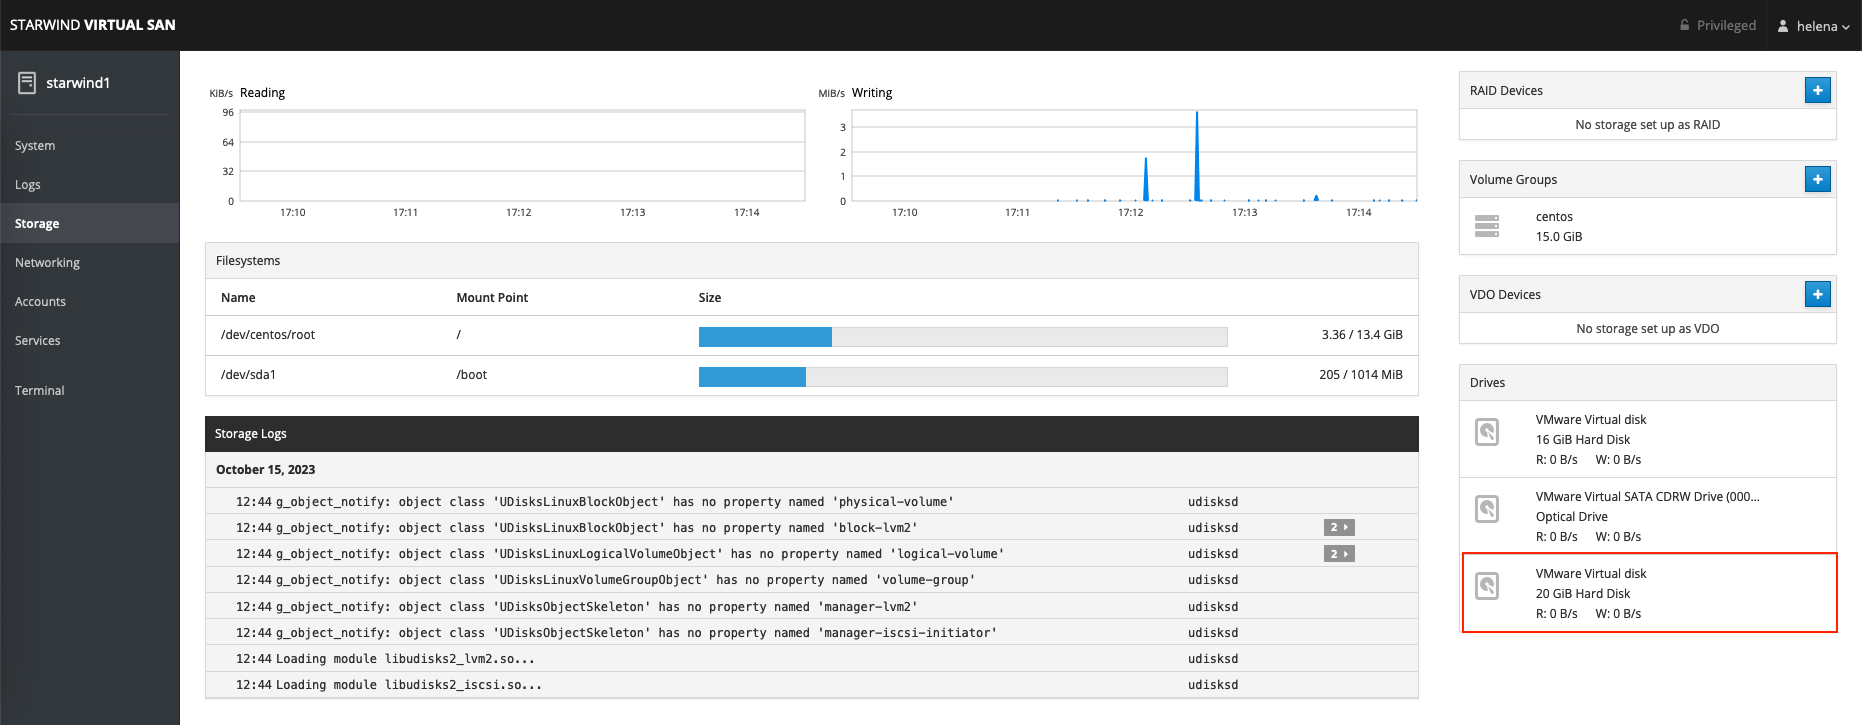 STARWIND VIRTUAL SAN
Privileged
helena
starwind1
System
Logs
Storage
Networking
Accounts
Services
Terminal
KiB/s Reading
96
64
32
0
17:10 17:11 17:12 17:13 17:14
MiB/s Writing
3
2
1
0
17:10 17:11 17:12 17:13 17:14
Filesystems
Name Mount Point Size
/dev/centos/root / 3.36 / 13.4 GiB
/dev/sda1 /boot 205 / 1014 MiB
Storage Logs
October 15, 2023
12:44 g_object_notify: object class 'UDisksLinuxBlockObject' has no property named 'physical-volume' udisksd
12:44 g_object_notify: object class 'UDisksLinuxBlockObject' has no property named 'block-lvm2' udisksd 2
12:44 g_object_notify: object class 'UDisksLinuxLogicalVolumeObject' has no property named 'logical-volume' udisksd 2
12:44 g_object_notify: object class 'UDisksLinuxVolumeGroupObject' has no property named 'volume-group' udisksd
12:44 g_object_notify: object class 'UDisksObjectSkeleton' has no property named 'manager-lvm2' udisksd
12:44 g_object_notify: object class 'UDisksObjectSkeleton' has no property named 'manager-iscsi-initiator' udisksd
12:44 Loading module libudisks2_lvm2.so... udisksd
12:44 Loading module libudisks2_iscsi.so... udisksd
RAID Devices +
No storage set up as RAID
Volume Groups +
centos
15.0 GiB
VDO Devices +
No storage set up as VDO
Drives
VMware Virtual disk
16 GiB Hard Disk
R: 0 B/s W: 0 B/s
VMware Virtual SATA CDRW Drive (000...
Optical Drive
R: 0 B/s W: 0 B/s
VMware Virtual disk
20 GiB Hard Disk
R: 0 B/s W: 0 B/s